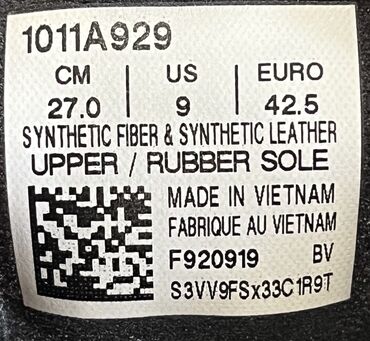 1011A929
CM US EURO
27.0 9 42.5
SYNTHETIC FIBER & SYNTHETIC LEATHER
UPPER / RUBBER SOLE
MADE IN VIETNAM
FABRIQUE AU VIETNAM
F920919 BV
S3VV9FSx33C1R9T